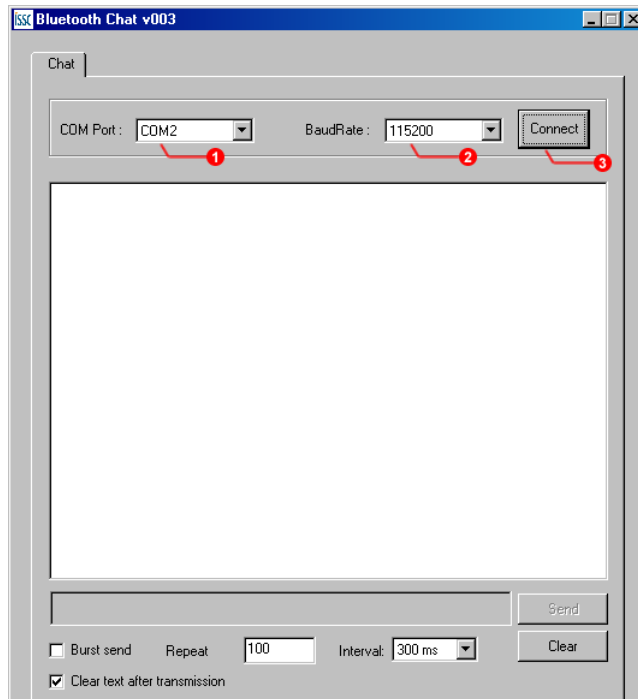 ISSC Bluetooth Chat v003
Chat
COM Port : COM2 BaudRate : 115200 Connect
1 2 3
Send
Burst send Repeat 100 Interval: 300 ms Clear
Clear text after transmission